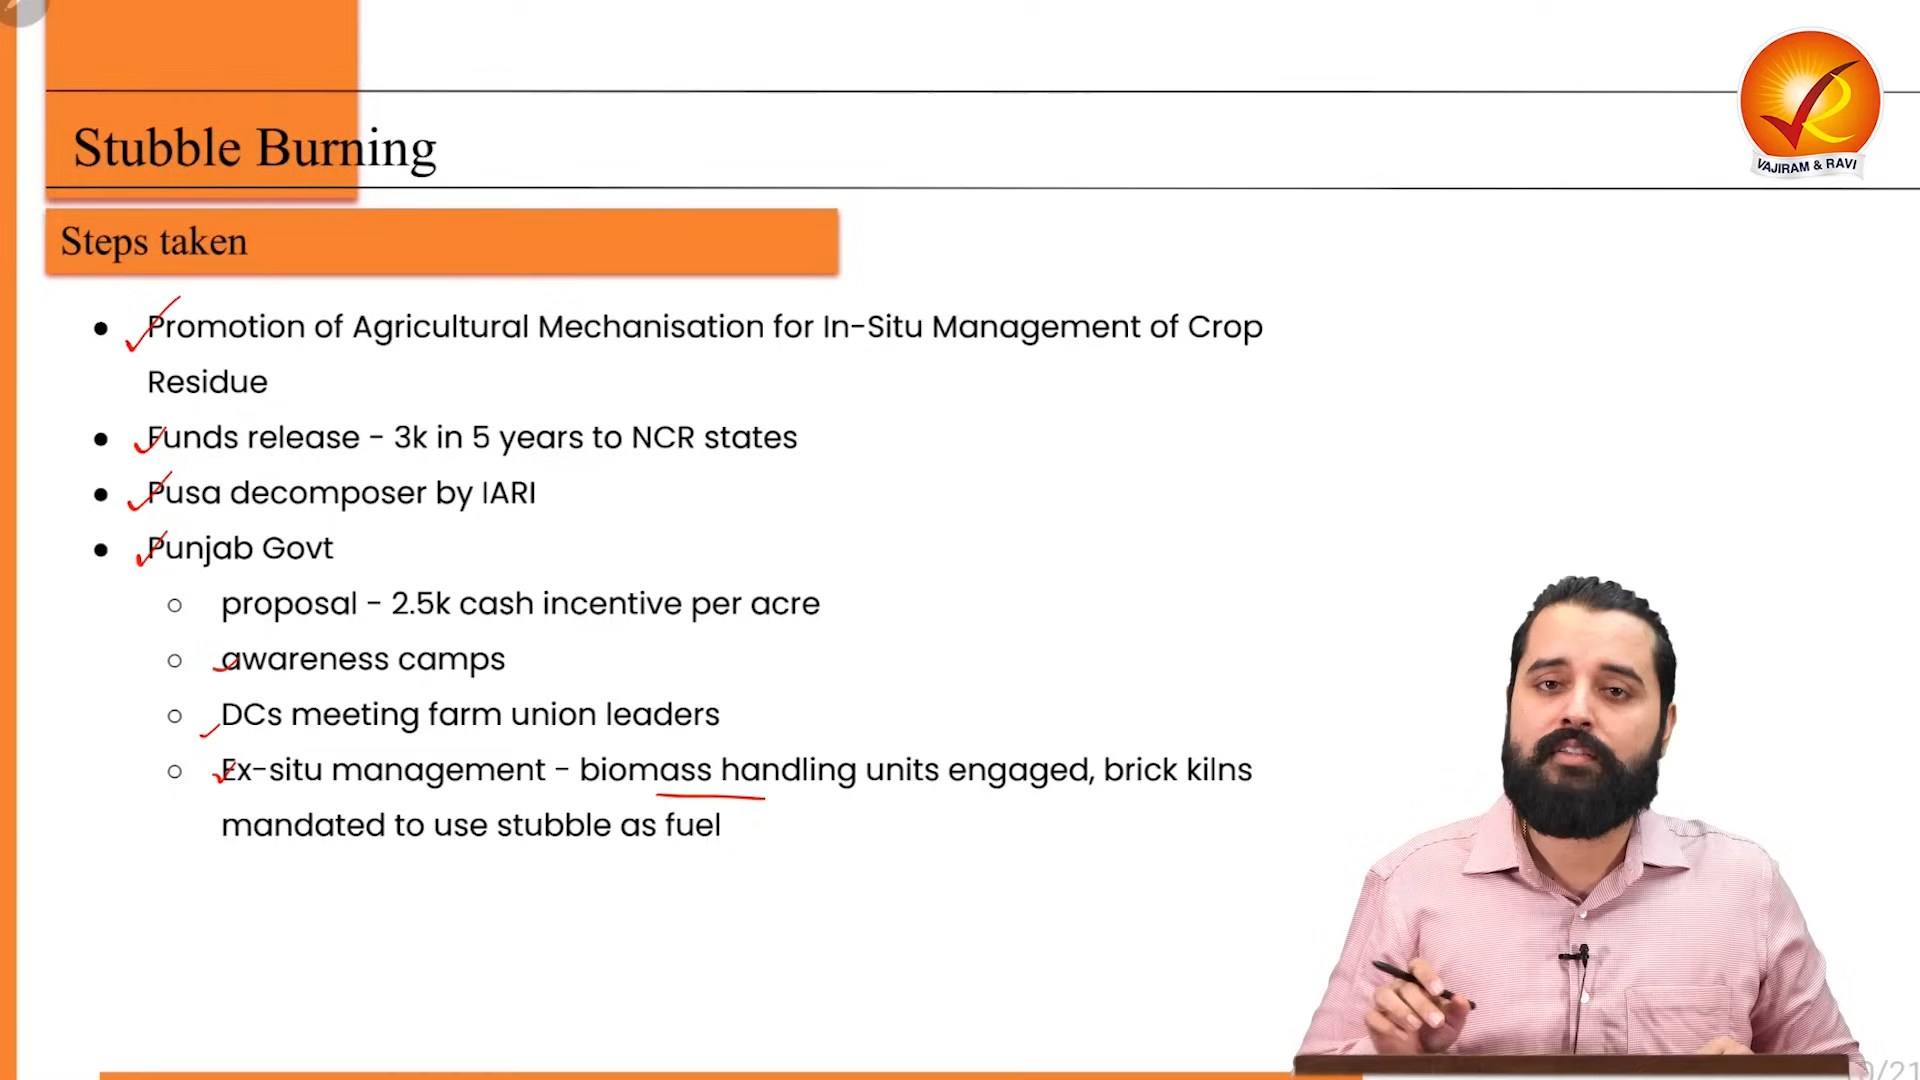 VAJIRAM & RAVI
Stubble Burning
Steps taken
● Promotion of Agricultural Mechanisation for In-Situ Management of Crop
Residue
● Funds release - 3k in 5 years to NCR states
● Pusa decomposer by IARI
● Punjab Govt
○ proposal - 2.5k cash incentive per acre
○ awareness camps
○ DCs meeting farm union leaders
○ Ex-situ management - biomass handling units engaged, brick kilns
mandated to use stubble as fuel